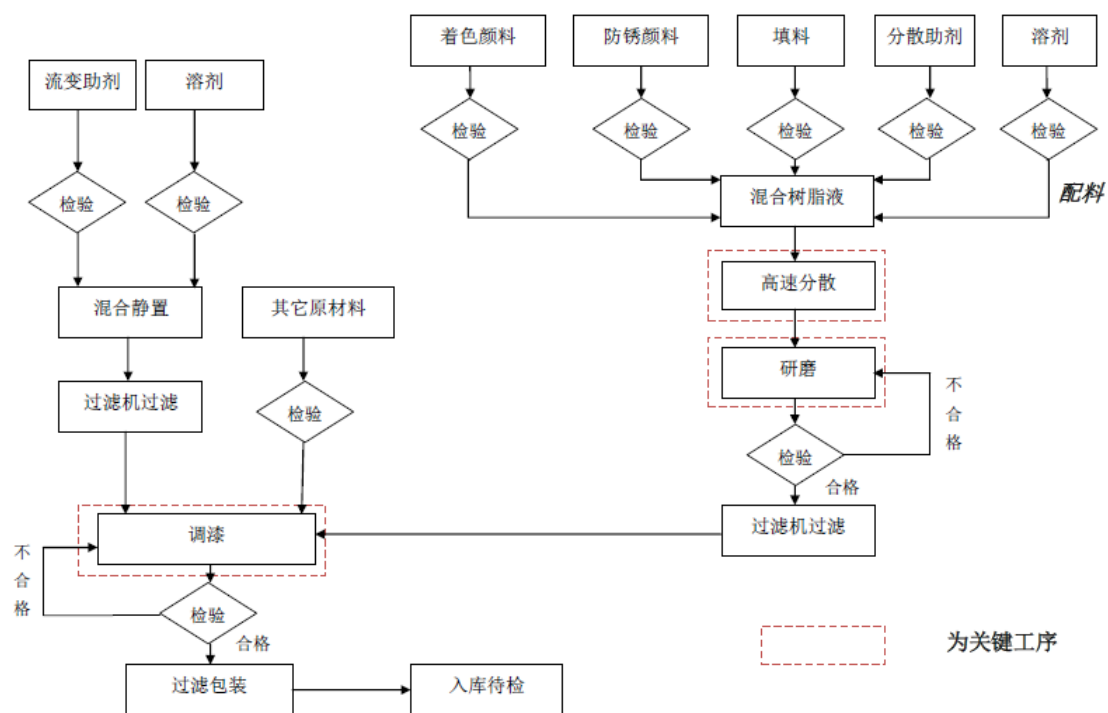 着色颜料
防锈颜料
填料
分散助剂
溶剂
流变助剂
溶剂
检验
检验
检验
检验
检验
检验
检验
混合树脂液
配料
高速分散
混合静置
其它原材料
研磨
不合格
过滤机过滤
检验
检验
合格
过滤机过滤
调漆
不合格
检验
合格
为关键工序
过滤包装
入库待检